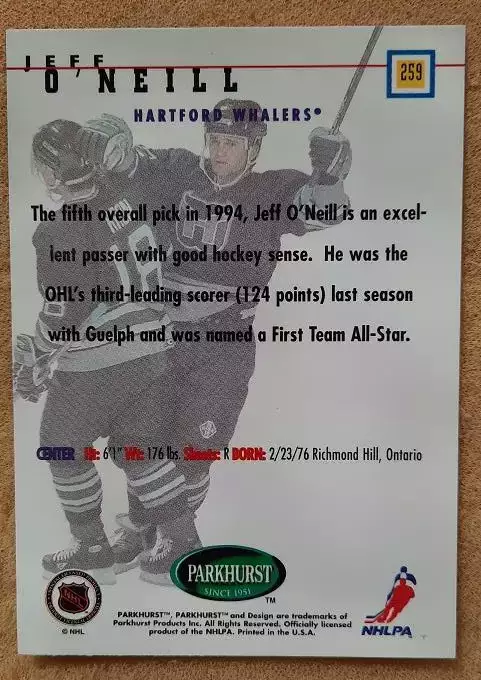 JEFF
O'NEILL
259
HARTFORD WHALERS®
The fifth overall pick in 1994, Jeff O'Neill is an excel-
lent passer with good hockey sense. He was the
OHL's third-leading scorer (124 points) last season
with Guelph and was named a First Team All-Star.
CENTER Ht: 6'1" Wt: 176 lbs. Shoots: R BORN: 2/23/76 Richmond Hill, Ontario
PARKHURST
SINCE 1951
TM
NHL
© NHL
PARKHURST™, PARKHURST™ and Design are trademarks of
Parkhurst Products Inc. All Rights Reserved. Officially licensed
product of the NHLPA. Printed in the U.S.A.
NHLPA